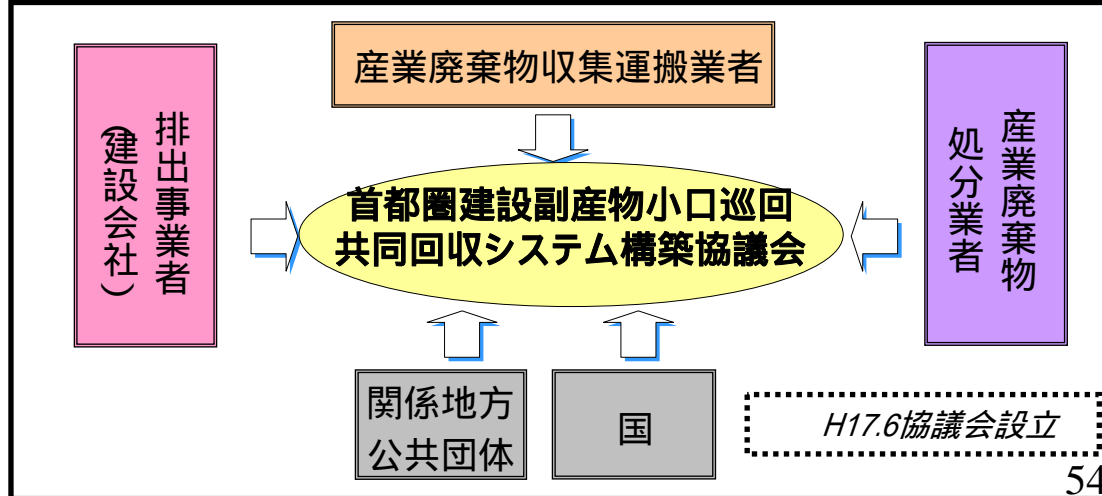 産業廃棄物収集運搬業者
排出事業者
(建設会社)
首都圏建設副産物小口巡回
共同回収システム構築協議会
産業廃棄物
処分業者
関係地方
公共団体
国
H17.6協議会設立
54